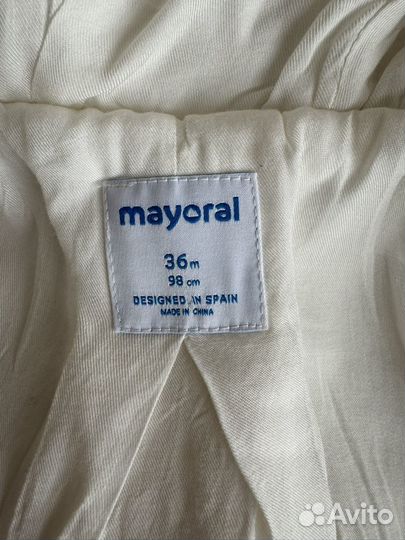 mayoral
36m
98 cm
DESIGNED IN SPAIN
MADE IN CHINA
Avito